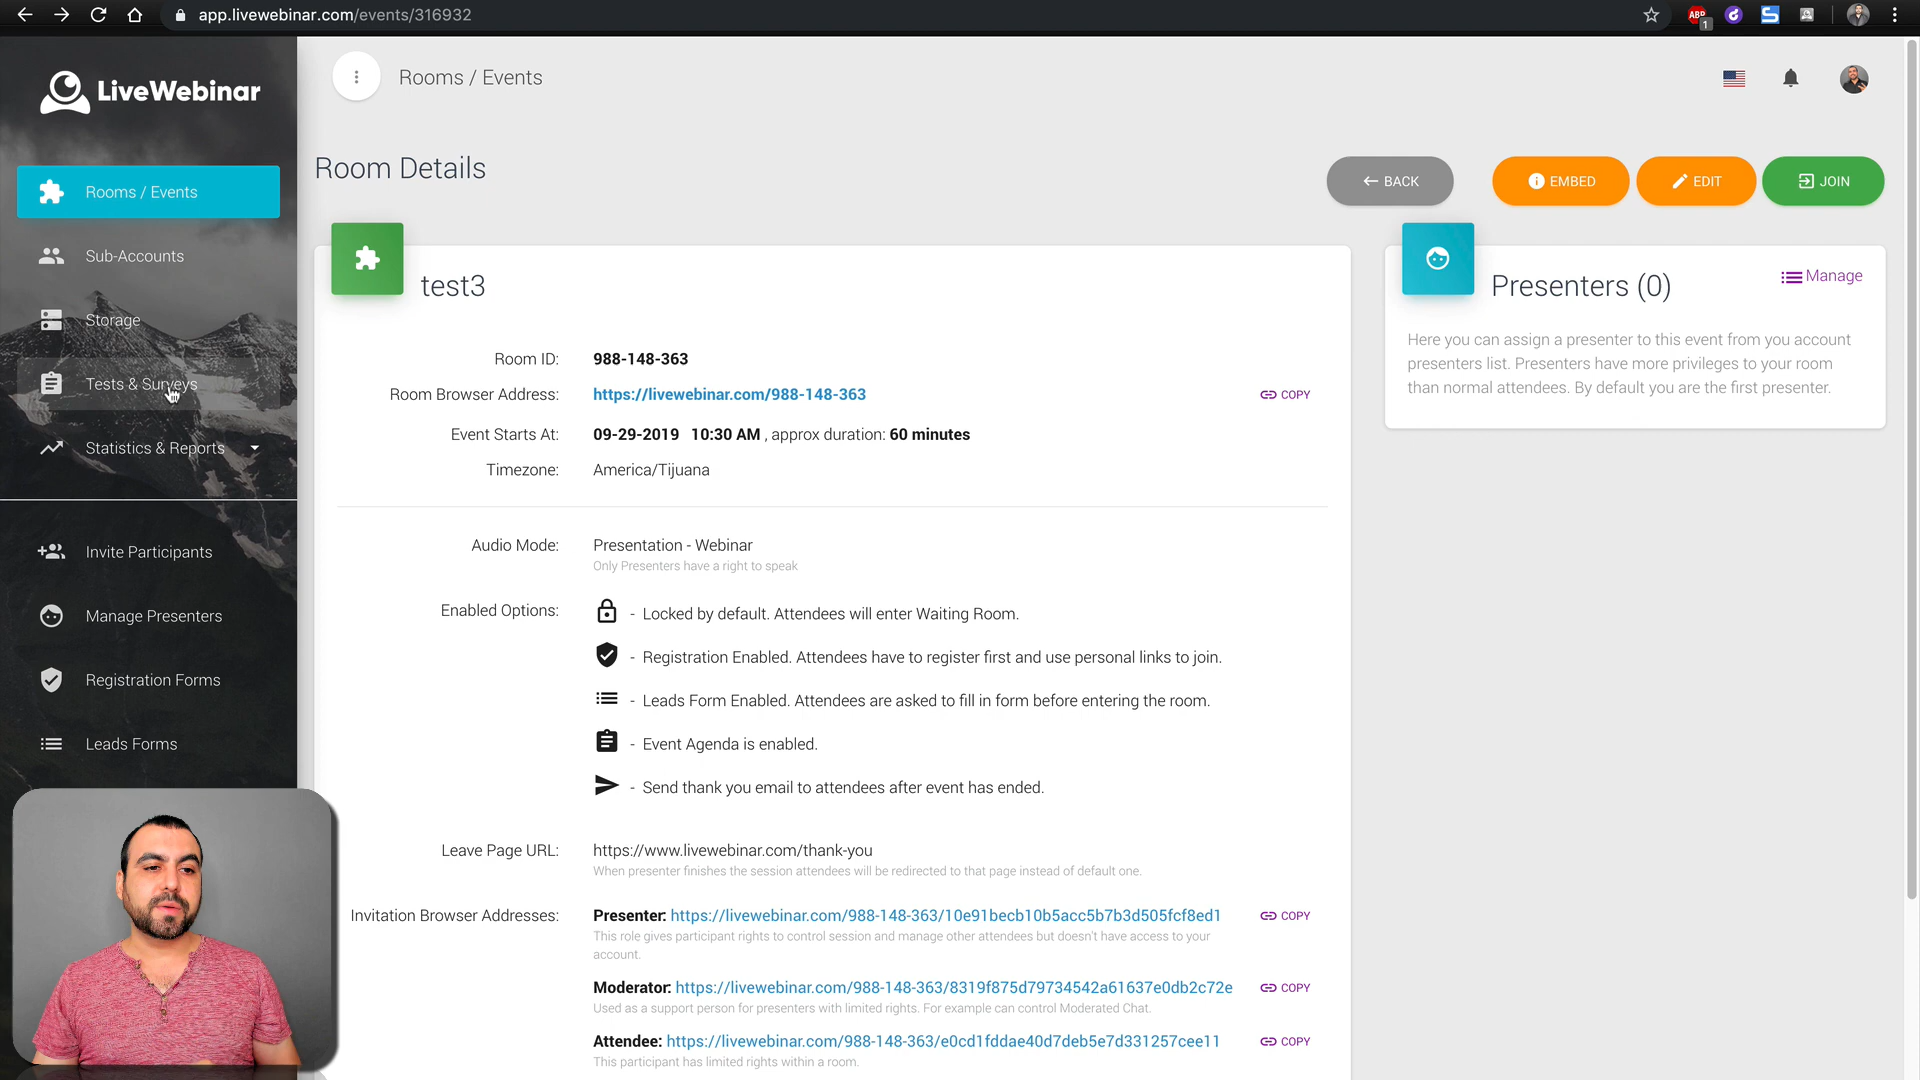 app.livewebinar.com/events/316932
ABP
1
LiveWebinar
Rooms / Events
Rooms / Events
Sub-Accounts
Storage
Tests & Surveys
Statistics & Reports
Invite Participants
Manage Presenters
Registration Forms
Leads Forms
Room Details
BACK
EMBED
EDIT
JOIN
test3
Room ID: 988-148-363
Room Browser Address: https://livewebinar.com/988-148-363 COPY
Event Starts At: 09-29-2019 10:30 AM , approx duration: 60 minutes
Timezone: America/Tijuana
Audio Mode: Presentation - Webinar
Only Presenters have a right to speak
Enabled Options: - Locked by default. Attendees will enter Waiting Room.
- Registration Enabled. Attendees have to register first and use personal links to join.
- Leads Form Enabled. Attendees are asked to fill in form before entering the room.
- Event Agenda is enabled.
- Send thank you email to attendees after event has ended.
Leave Page URL: https://www.livewebinar.com/thank-you
When presenter finishes the session attendees will be redirected to that page instead of default one.
Invitation Browser Addresses: Presenter: https://livewebinar.com/988-148-363/10e91becb10b5acc5b7b3d505fcf8ed1 COPY
This role gives participant rights to control session and manage other attendees but doesn't have access to your
account.
Moderator: https://livewebinar.com/988-148-363/8319f875d79734542a61637e0db2c72e COPY
Used as a support person for presenters with limited rights. For example can control Moderated Chat.
Attendee: https://livewebinar.com/988-148-363/e0cd1fddae40d7deb5e7d331257cee11 COPY
This participant has limited rights within a room.
Presenters (0)
Manage
Here you can assign a presenter to this event from you account
presenters list. Presenters have more privileges to your room
than normal attendees. By default you are the first presenter.